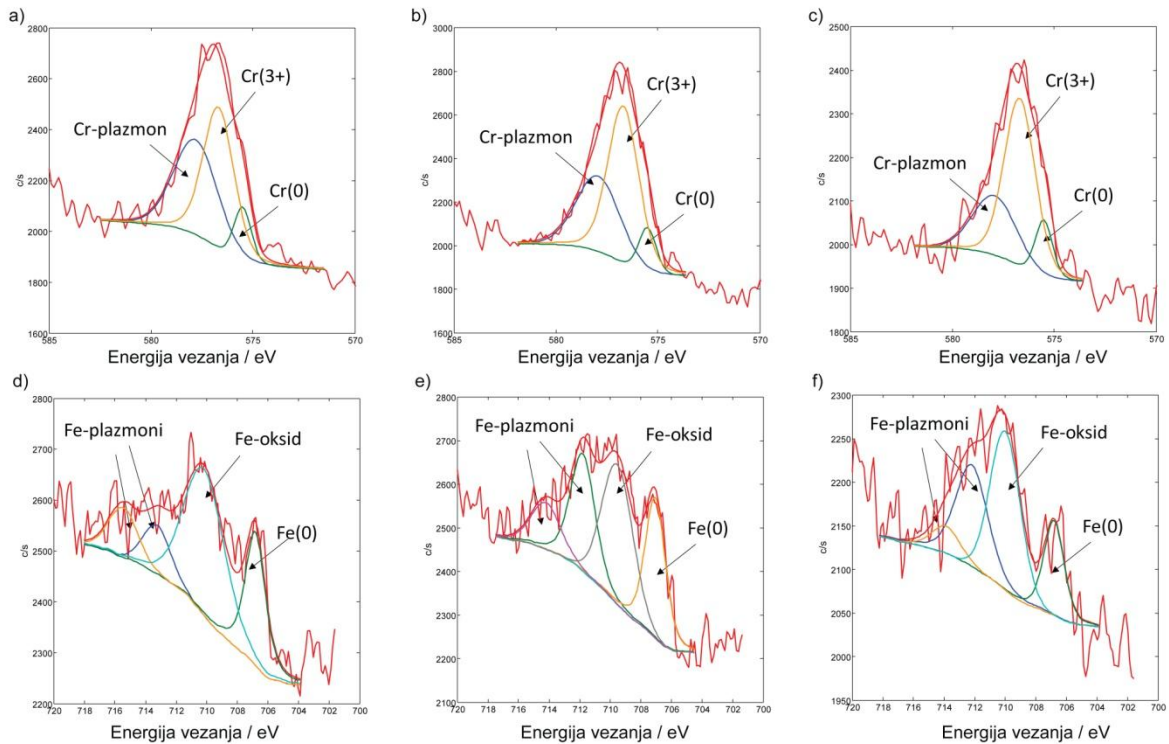 a)
2800
2600
2400
2200
2000
1800
1600
c/s
585
580
575
570
Cr(3+)
Cr-plazmon
Cr(0)
Energija vezanja / eV
b)
3000
2800
2600
2400
2200
2000
1800
1600
c/s
585
580
575
570
Cr(3+)
Cr-plazmon
Cr(0)
Energija vezanja / eV
c)
2500
2400
2300
2200
2100
2000
1900
1800
c/s
585
580
575
570
Cr(3+)
Cr-plazmon
Cr(0)
Energija vezanja / eV
d)
2800
2700
2600
2500
2400
2300
2200
c/s
720 718 716 714 712 710 708 706 704 702 700
Fe-plazmoni
Fe-oksid
Fe(0)
Energija vezanja / eV
e)
2800
2700
2600
2500
2400
2300
2200
2100
c/s
720 718 716 714 712 710 708 706 704 702 700
Fe-plazmoni
Fe-oksid
Fe(0)
Energija vezanja / eV
f)
2300
2250
2200
2150
2100
2050
2000
1950
c/s
720 718 716 714 712 710 708 706 704 702 700
Fe-plazmoni
Fe-oksid
Fe(0)
Energija vezanja / eV